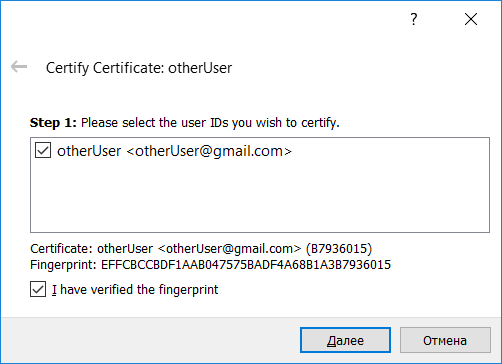 ?
Certify Certificate: otherUser
Step 1: Please select the user IDs you wish to certify.
otherUser <otherUser@gmail.com>
Certificate: otherUser <otherUser@gmail.com> (B7936015)
Fingerprint: EFFCBCCBDF1AAB047575BADF4A68B1A3B7936015
I have verified the fingerprint
Далее Отмена